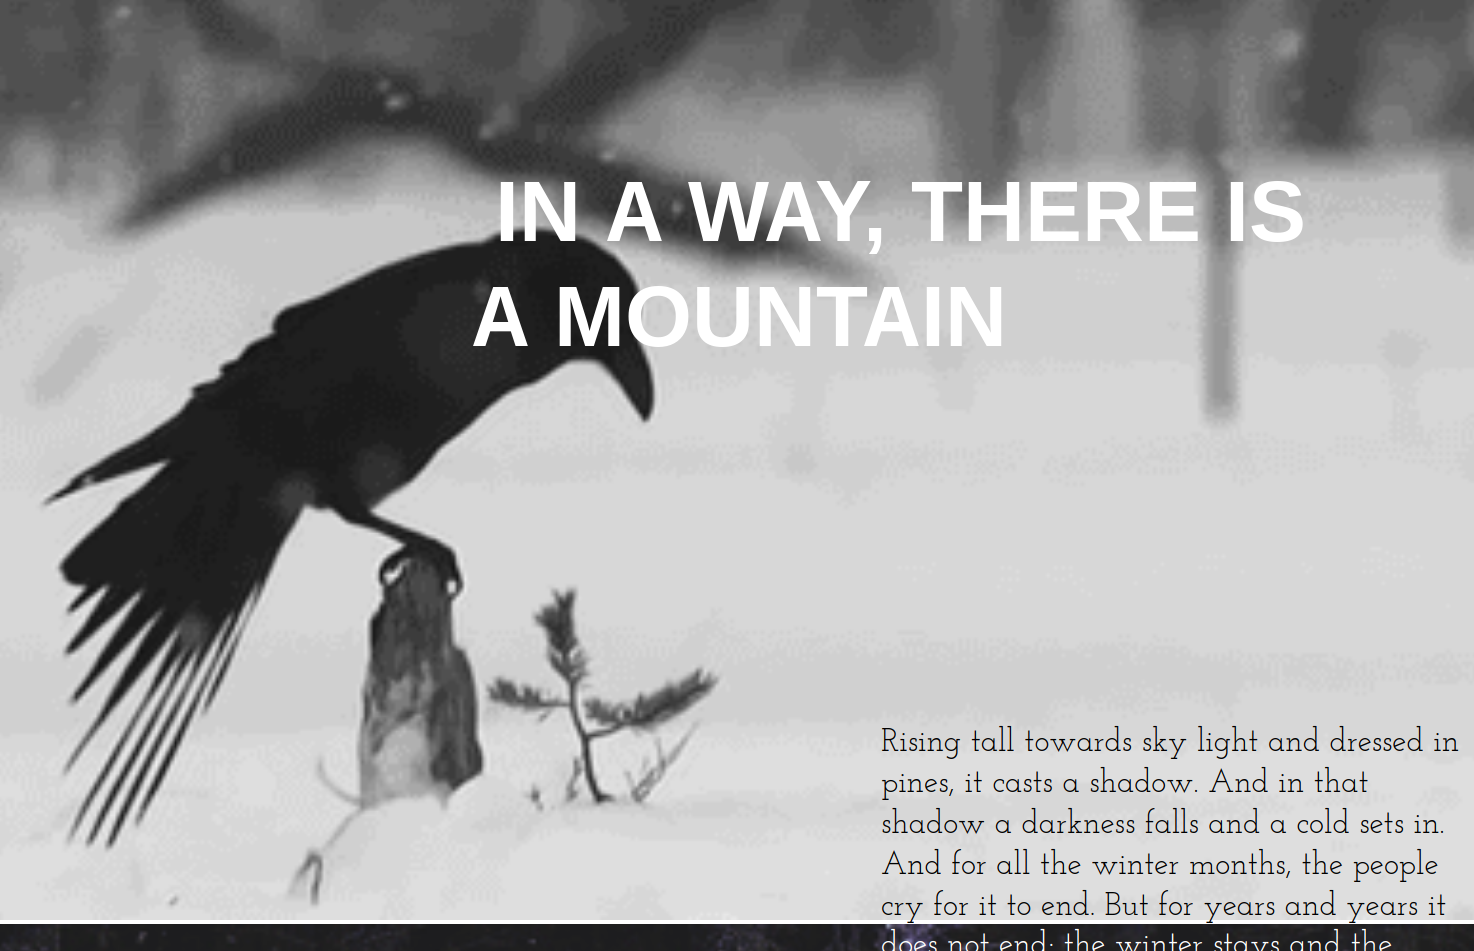 IN A WAY, THERE IS
A MOUNTAIN
Rising tall towards sky light and dressed in
pines, it casts a shadow. And in that
shadow a darkness falls and a cold sets in.
And for all the winter months, the people
cry for it to end. But for years and years it
does not end; the winter stays and the